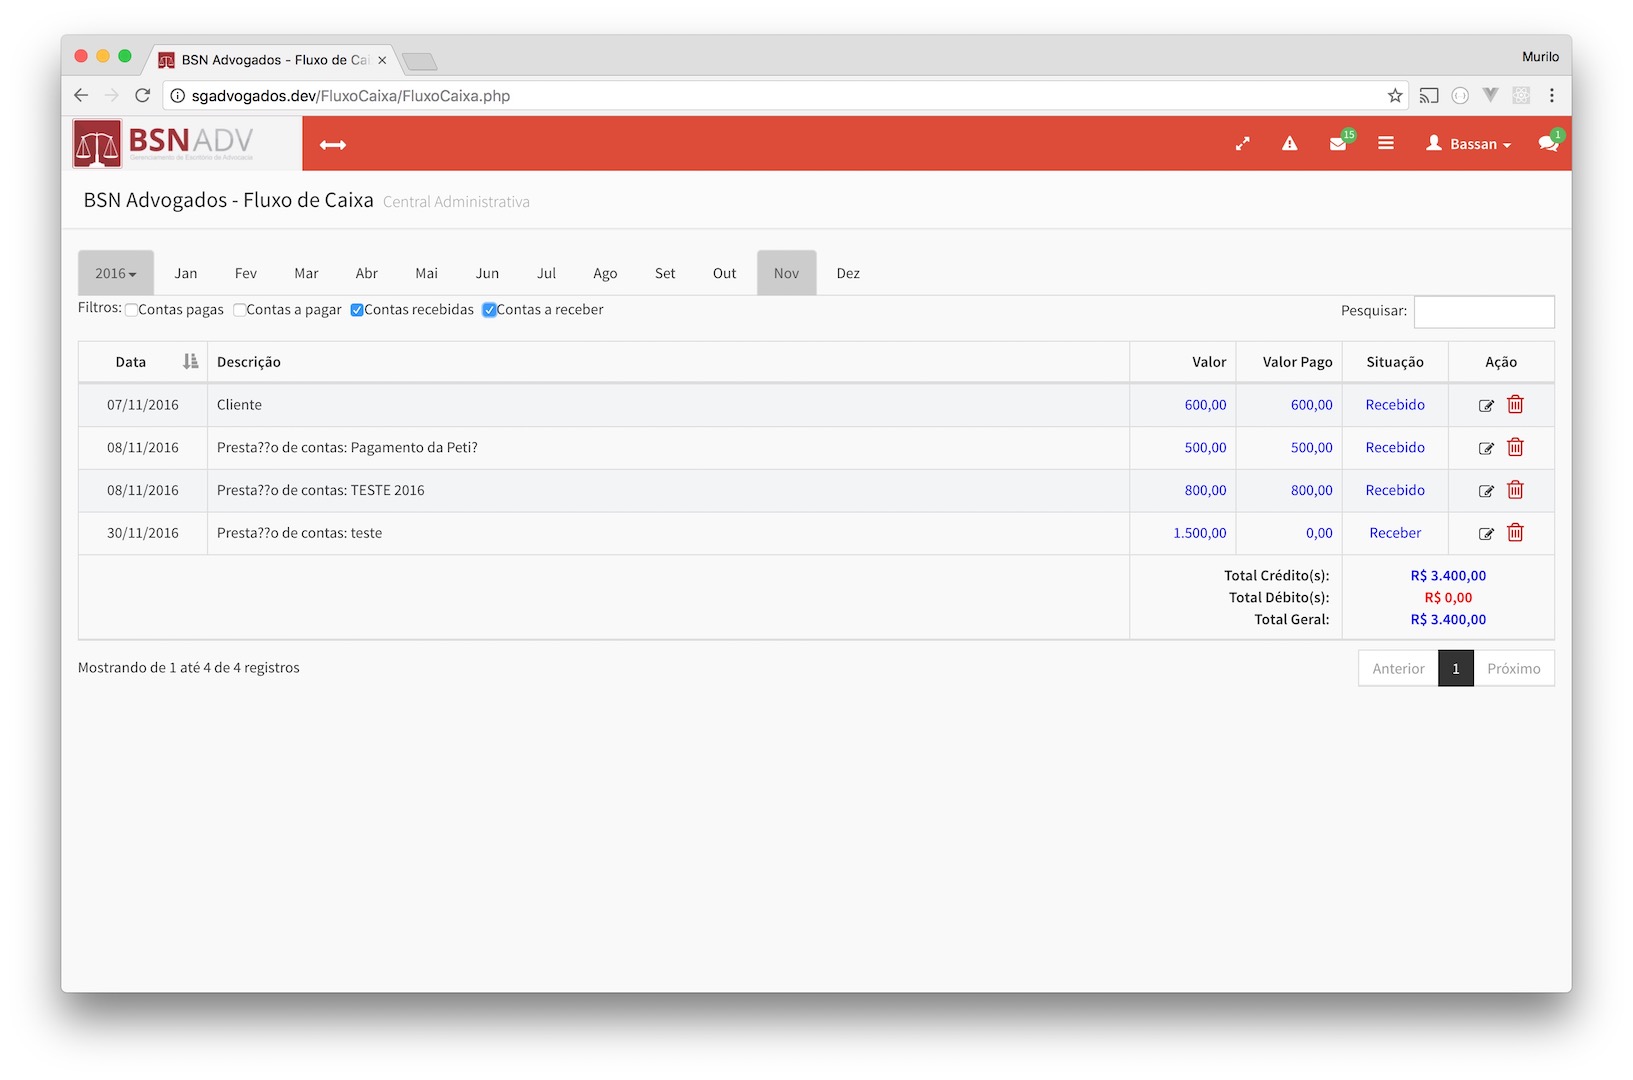 BSN Advogados - Fluxo de Cai
Murilo
sgadvogados.dev/FluxoCaixa/FluxoCaixa.php
BSNADV
Gerenciamento de Escritório de Advocacia
15
Bassan
1
BSN Advogados - Fluxo de Caixa Central Administrativa
2016 Jan Fev Mar Abr Mai Jun Jul Ago Set Out Nov Dez
Filtros: Contas pagas Contas a pagar Contas recebidas Contas a receber
Pesquisar:
Data Descrição Valor Valor Pago Situação Ação
07/11/2016 Cliente 600,00 600,00 Recebido
08/11/2016 Presta??o de contas: Pagamento da Peti? 500,00 500,00 Recebido
08/11/2016 Presta??o de contas: TESTE 2016 800,00 800,00 Recebido
30/11/2016 Presta??o de contas: teste 1.500,00 0,00 Receber
Total Crédito(s): R$ 3.400,00
Total Débito(s): R$ 0,00
Total Geral: R$ 3.400,00
Mostrando de 1 até 4 de 4 registros
Anterior 1 Próximo